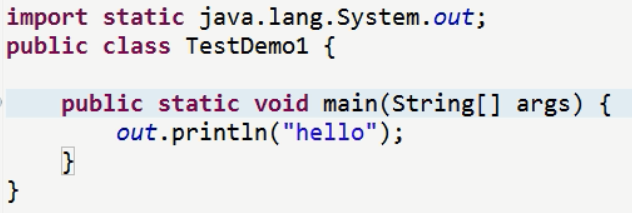 import static java.lang.System.out;
public class TestDemo1 {
public static void main(String[] args) {
out.println("hello");
}
}